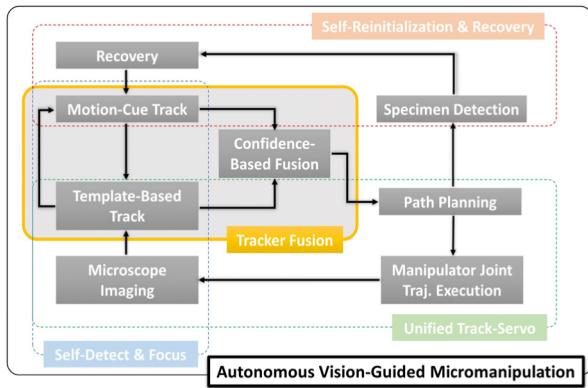 Self-Reinitialization & Recovery
Recovery
Motion-Cue Track
Specimen Detection
Confidence-
Based Fusion
Template-Based
Track
Path Planning
Tracker Fusion
Microscope
Imaging
Manipulator Joint
Traj. Execution
Unified Track-Servo
Self-Detect & Focus
Autonomous Vision-Guided Micromanipulation